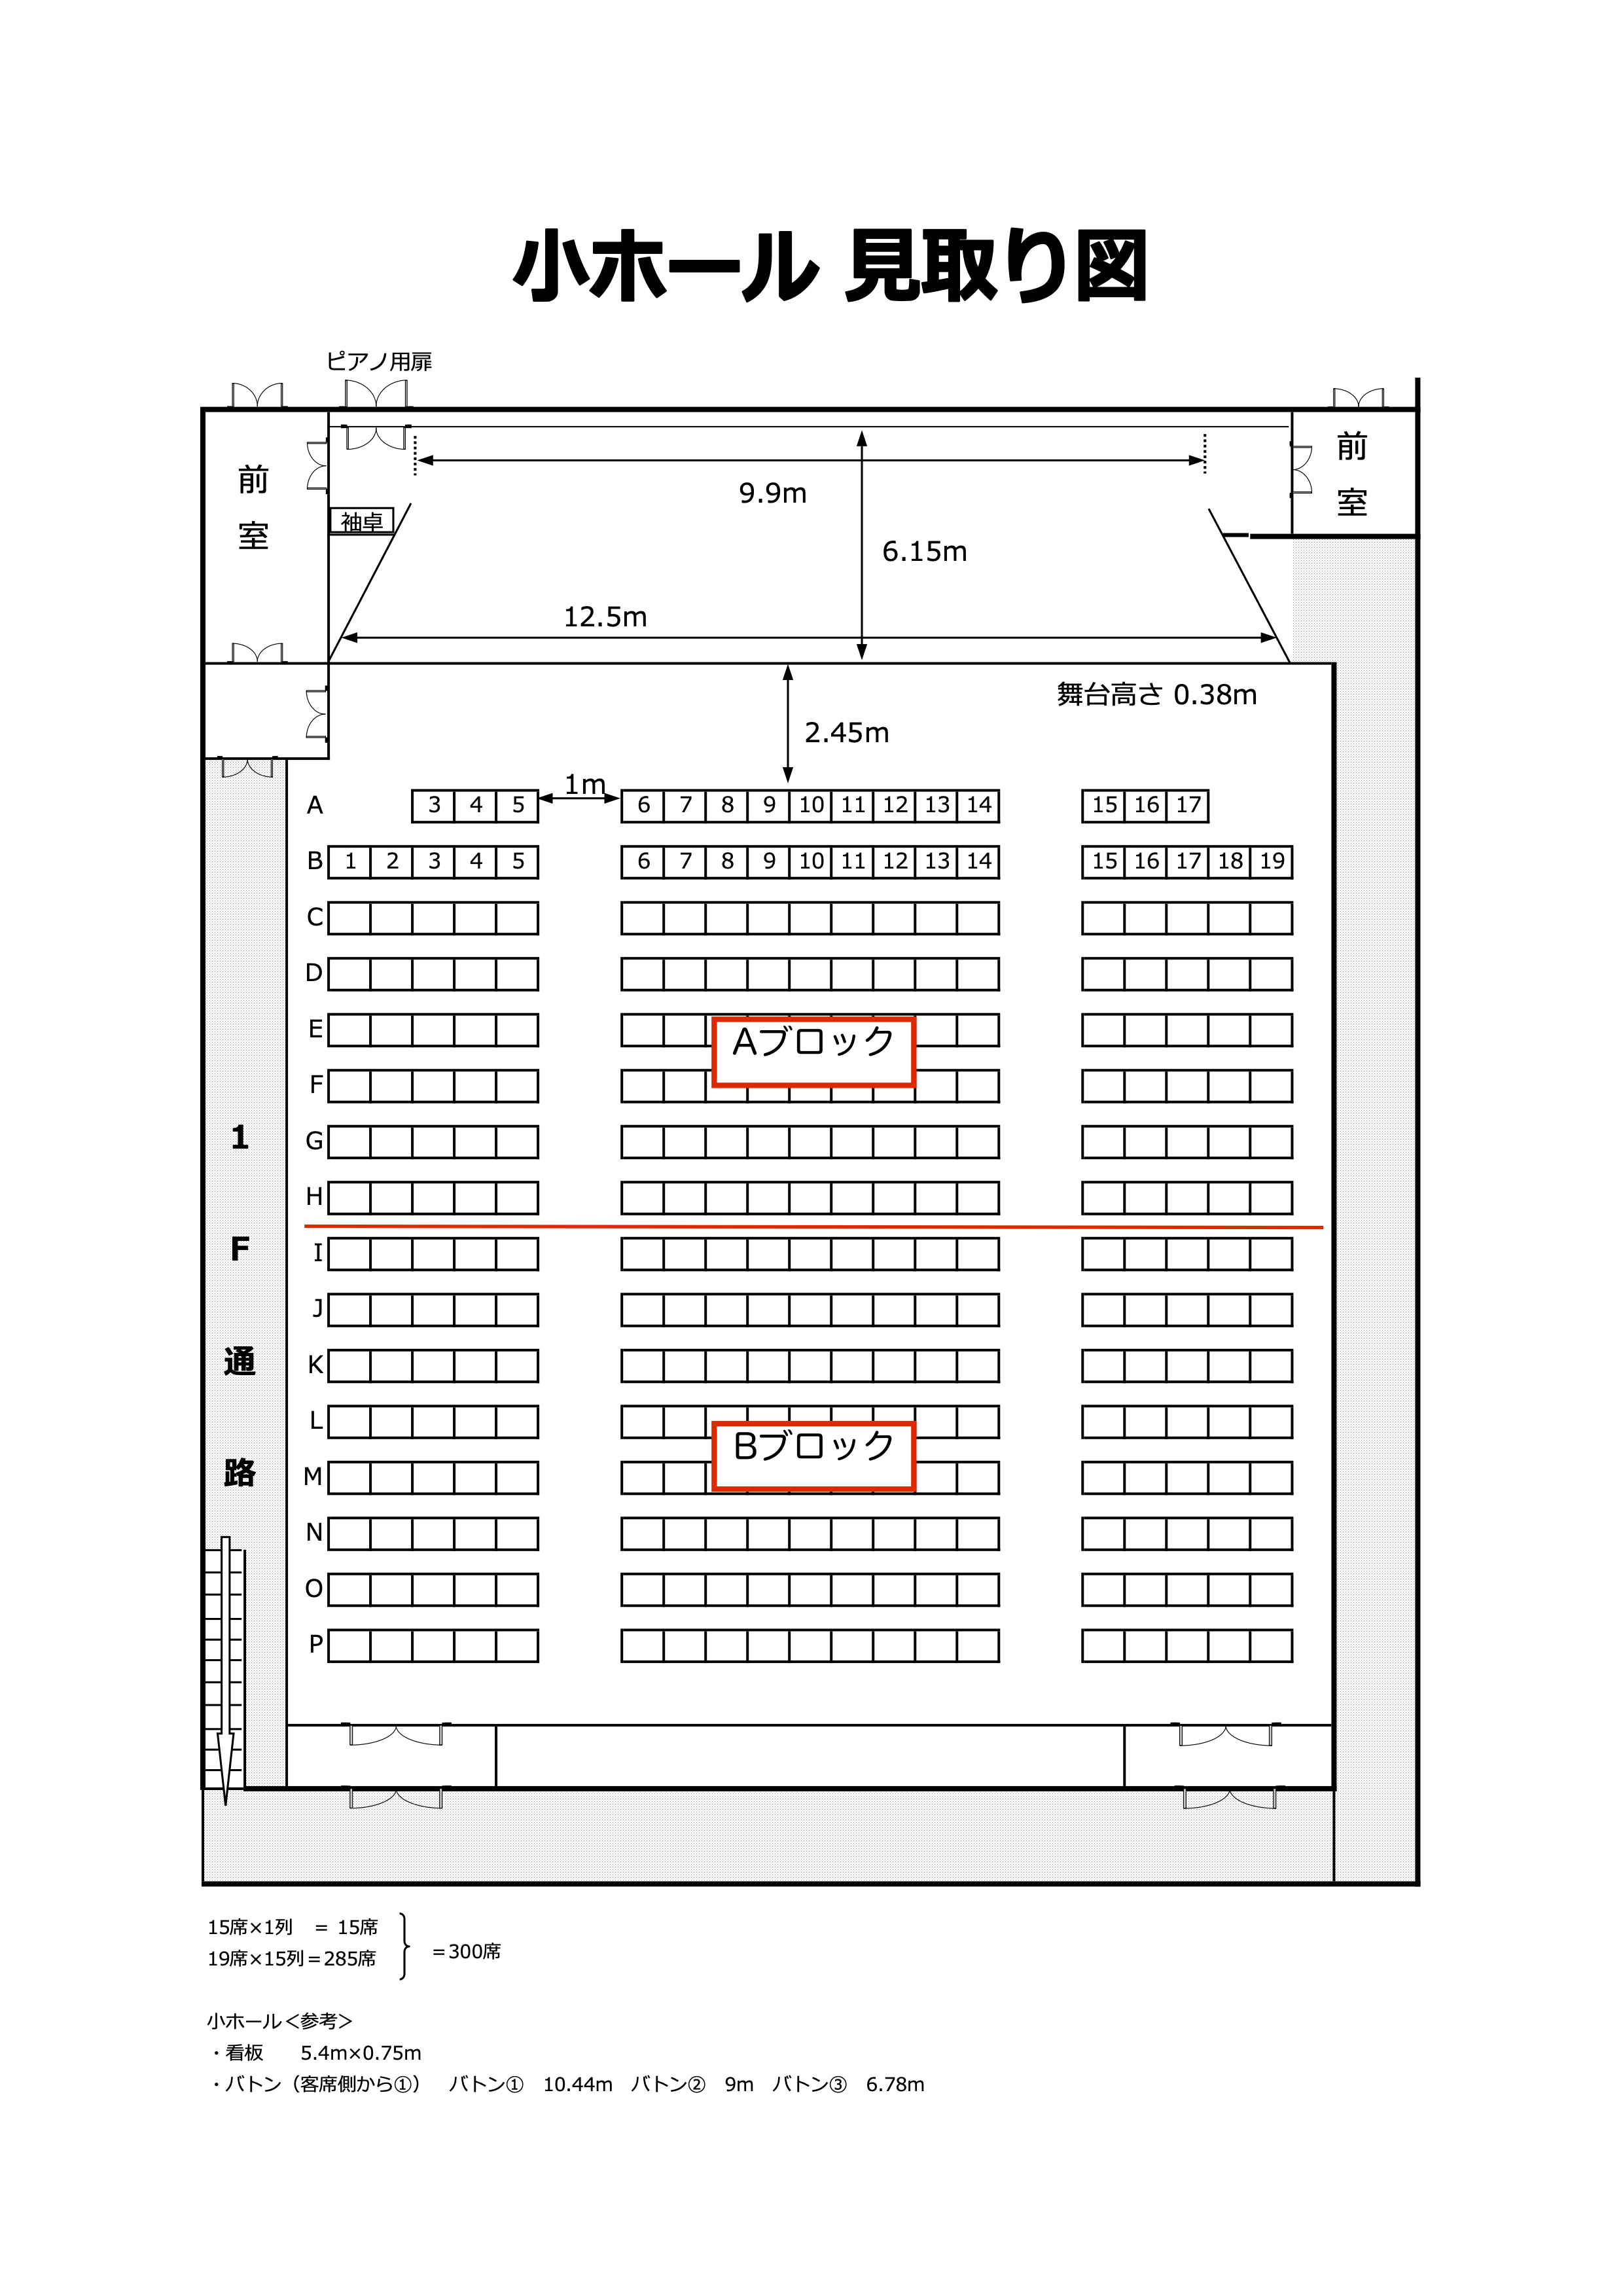 小ホール 見取り図
ピアノ用扉
前
室
前
室
袖卓
9.9m
6.15m
12.5m
舞台高さ 0.38m
2.45m
1m
A 3 4 5 6 7 8 9 10 11 12 13 14 15 16 17
B 1 2 3 4 5 6 7 8 9 10 11 12 13 14 15 16 17 18 19
C
D
E
Aブロック
F
G
H
I
J
K
L
Bブロック
M
N
O
P
1
F
通
路
15席×1列　= 15席
19席×15列＝285席
＝300席
小ホール＜参考＞
・看板　　5.4m×0.75m
・バトン（客席側から①）　バトン①　10.44m　バトン②　9m　バトン③　6.78m